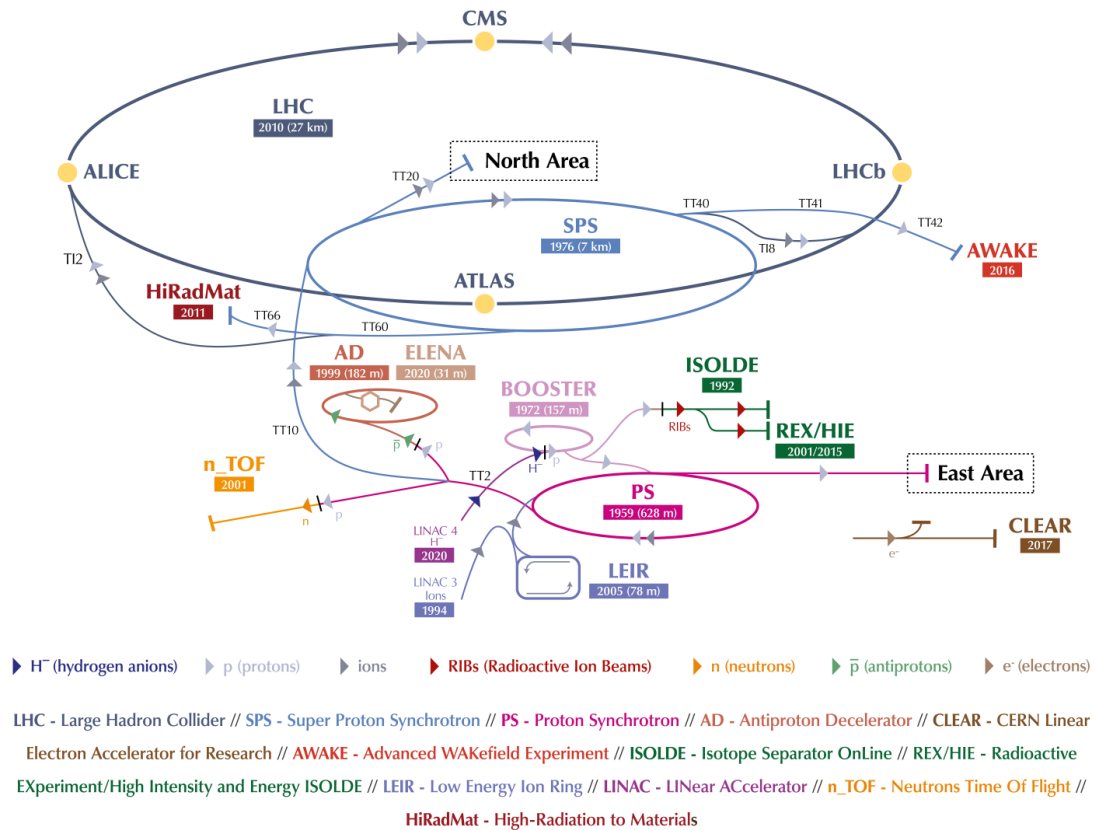 CMS
LHC
2010 (27 km)
North Area
TT20
ALICE
LHCb
TT40
TT41
SPS
1976 (7 km)
TT42
TI8
TI2
AWAKE
2016
ATLAS
HiRadMat
2011
TT66
TT60
AD
1999 (182 m)
ELENA
2020 (31 m)
ISOLDE
1992
BOOSTER
1972 (157 m)
RIBs
REX/HIE
2001/2015
TT10
p̅
p
H⁻
p
n_TOF
2001
TT2
East Area
PS
1959 (628 m)
n
p
LINAC 4
H⁻
2020
CLEAR
2017
e-
LEIR
2005 (78 m)
LINAC 3
Ions
1994
H⁻ (hydrogen anions)
p (protons)
ions
RIBs (Radioactive Ion Beams)
n (neutrons)
p̅ (antiprotons)
e- (electrons)
LHC - Large Hadron Collider // SPS - Super Proton Synchrotron // PS - Proton Synchrotron // AD - Antiproton Decelerator // CLEAR - CERN Linear
Electron Accelerator for Research // AWAKE - Advanced WAKefield Experiment // ISOLDE - Isotope Separator OnLine // REX/HIE - Radioactive
EXperiment/High Intensity and Energy ISOLDE // LEIR - Low Energy Ion Ring // LINAC - LINear ACcelerator // n_TOF - Neutrons Time Of Flight //
HiRadMat - High-Radiation to Materials